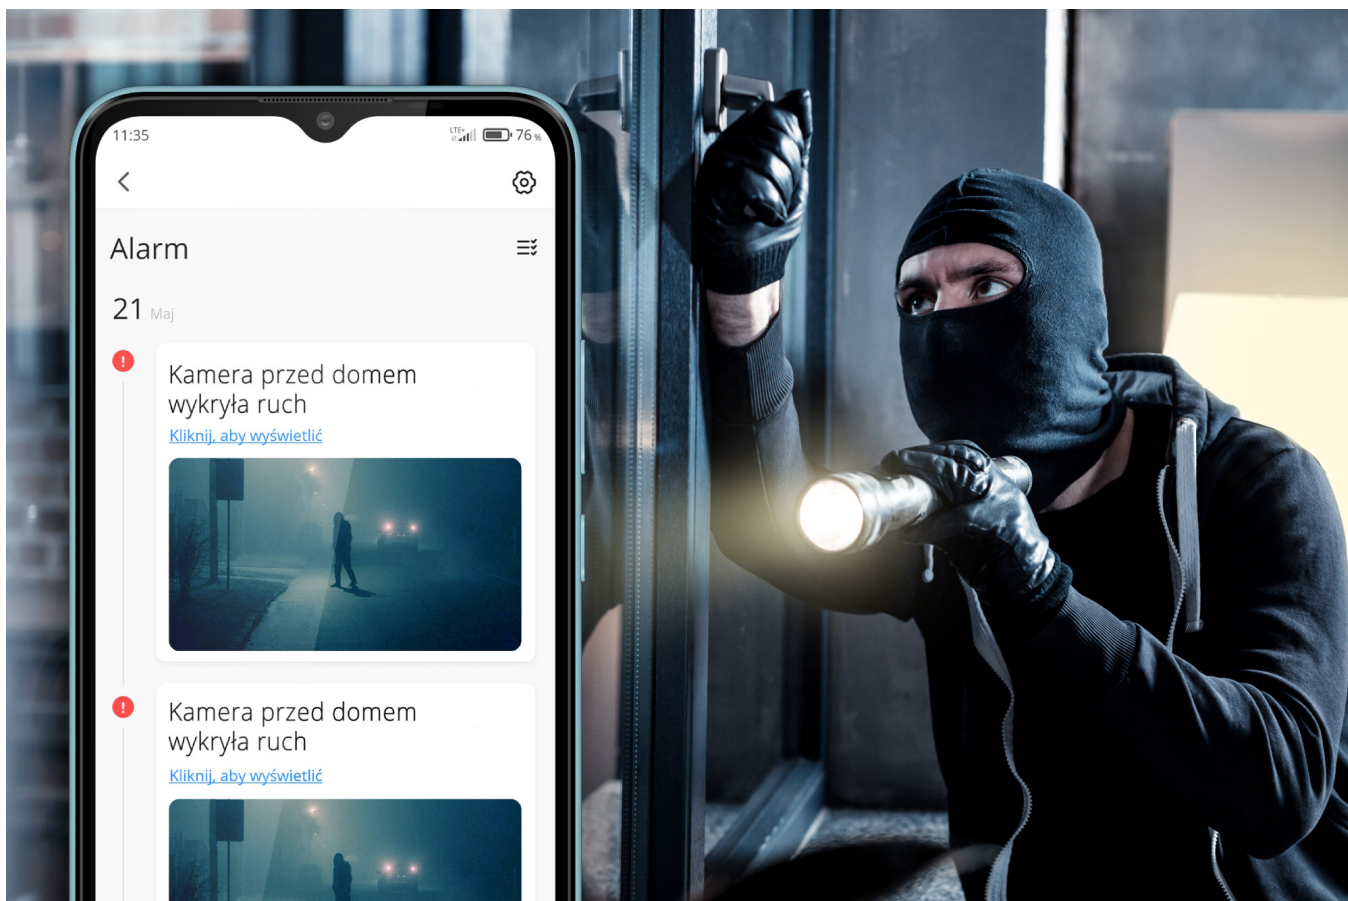 11:35
LTE+
76 %
Alarm
21 Maj
Kamera przed domem
wykryła ruch
Kliknij, aby wyświetlić
Kamera przed domem
wykryła ruch
Kliknij, aby wyświetlić